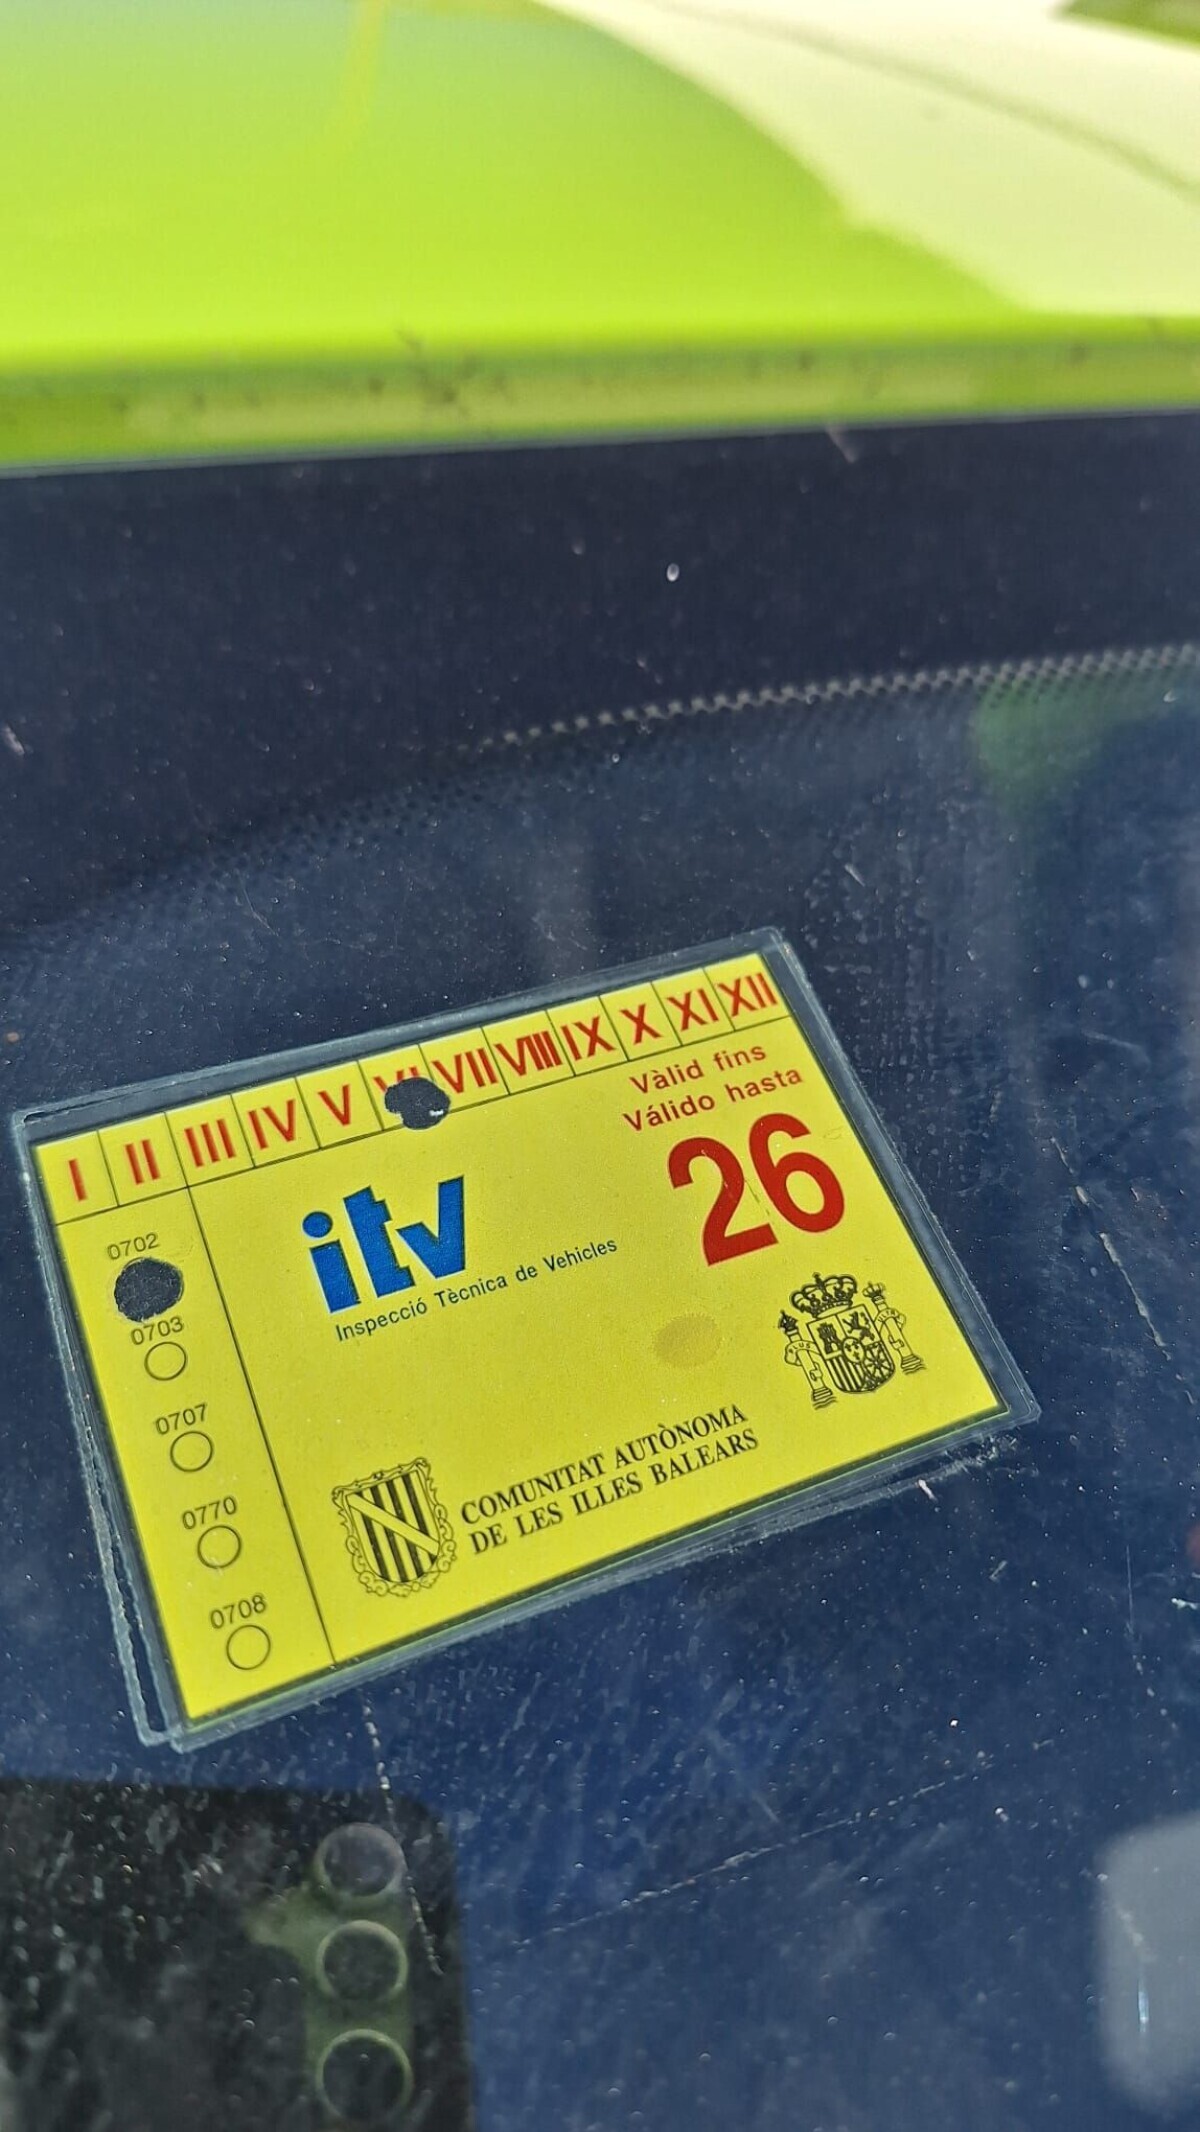 I II III IV V VI VII VIII IX X XI XII
Vàlid fins
Válido hasta
26
itv
Inspecció Tècnica de Vehicles
0702
0703
0707
0770
0708
COMUNITAT AUTÒNOMA
DE LES ILLES BALEARS